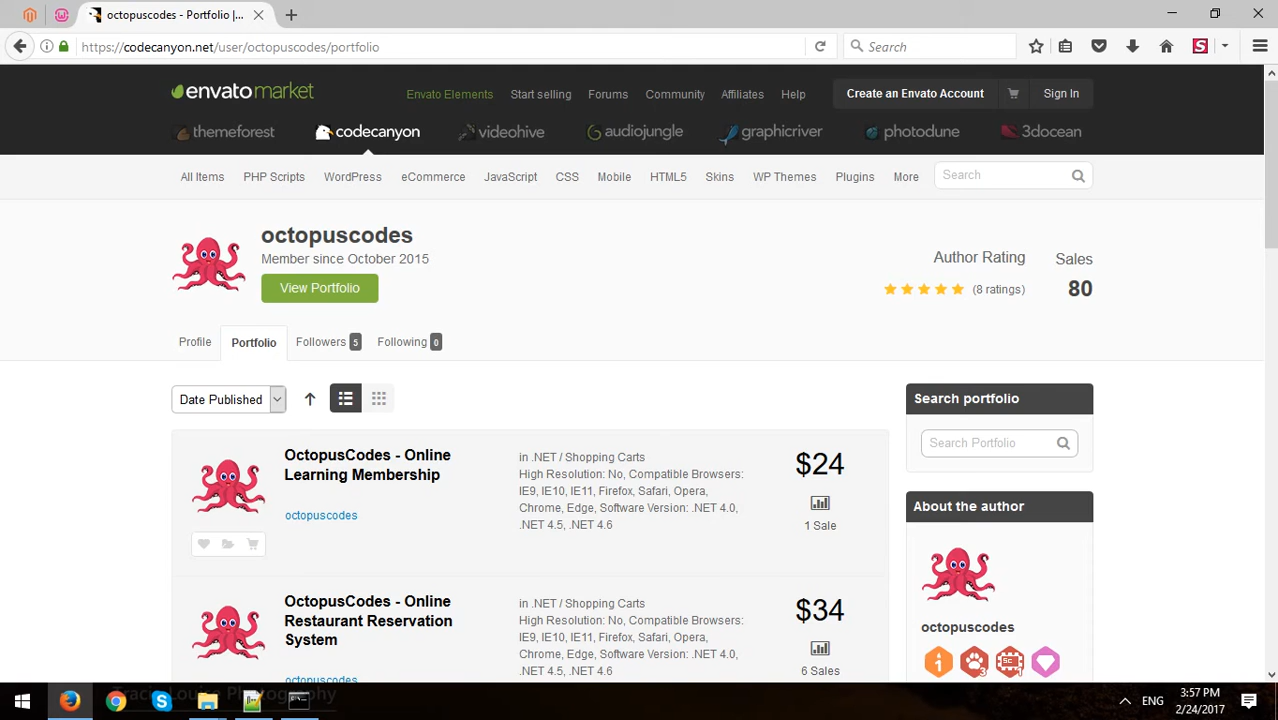 octopuscodes - Portfolio |...
https://codecanyon.net/user/octopuscodes/portfolio
Search
envatomarket
Envato Elements
Start selling
Forums
Community
Affiliates
Help
Create an Envato Account
Sign In
themeforest
codecanyon
videohive
audiojungle
graphicriver
photodune
3docean
All Items
PHP Scripts
WordPress
eCommerce
JavaScript
CSS
Mobile
HTML5
Skins
WP Themes
Plugins
More
Search
octopuscodes
Member since October 2015
View Portfolio
Author Rating
(8 ratings)
Sales
80
Profile
Portfolio
Followers 5
Following 0
Date Published
Search portfolio
Search Portfolio
OctopusCodes - Online
Learning Membership
octopuscodes
in .NET / Shopping Carts
High Resolution: No, Compatible Browsers:
IE9, IE10, IE11, Firefox, Safari, Opera,
Chrome, Edge, Software Version: .NET 4.0,
.NET 4.5, .NET 4.6
$24
1 Sale
About the author
octopuscodes
OctopusCodes - Online
Restaurant Reservation
System
octopuscodes
in .NET / Shopping Carts
High Resolution: No, Compatible Browsers:
IE9, IE10, IE11, Firefox, Safari, Opera,
Chrome, Edge, Software Version: .NET 4.0,
.NET 4.5, .NET 4.6
$34
6 Sales
Photography
ENG
3:57 PM
2/24/2017